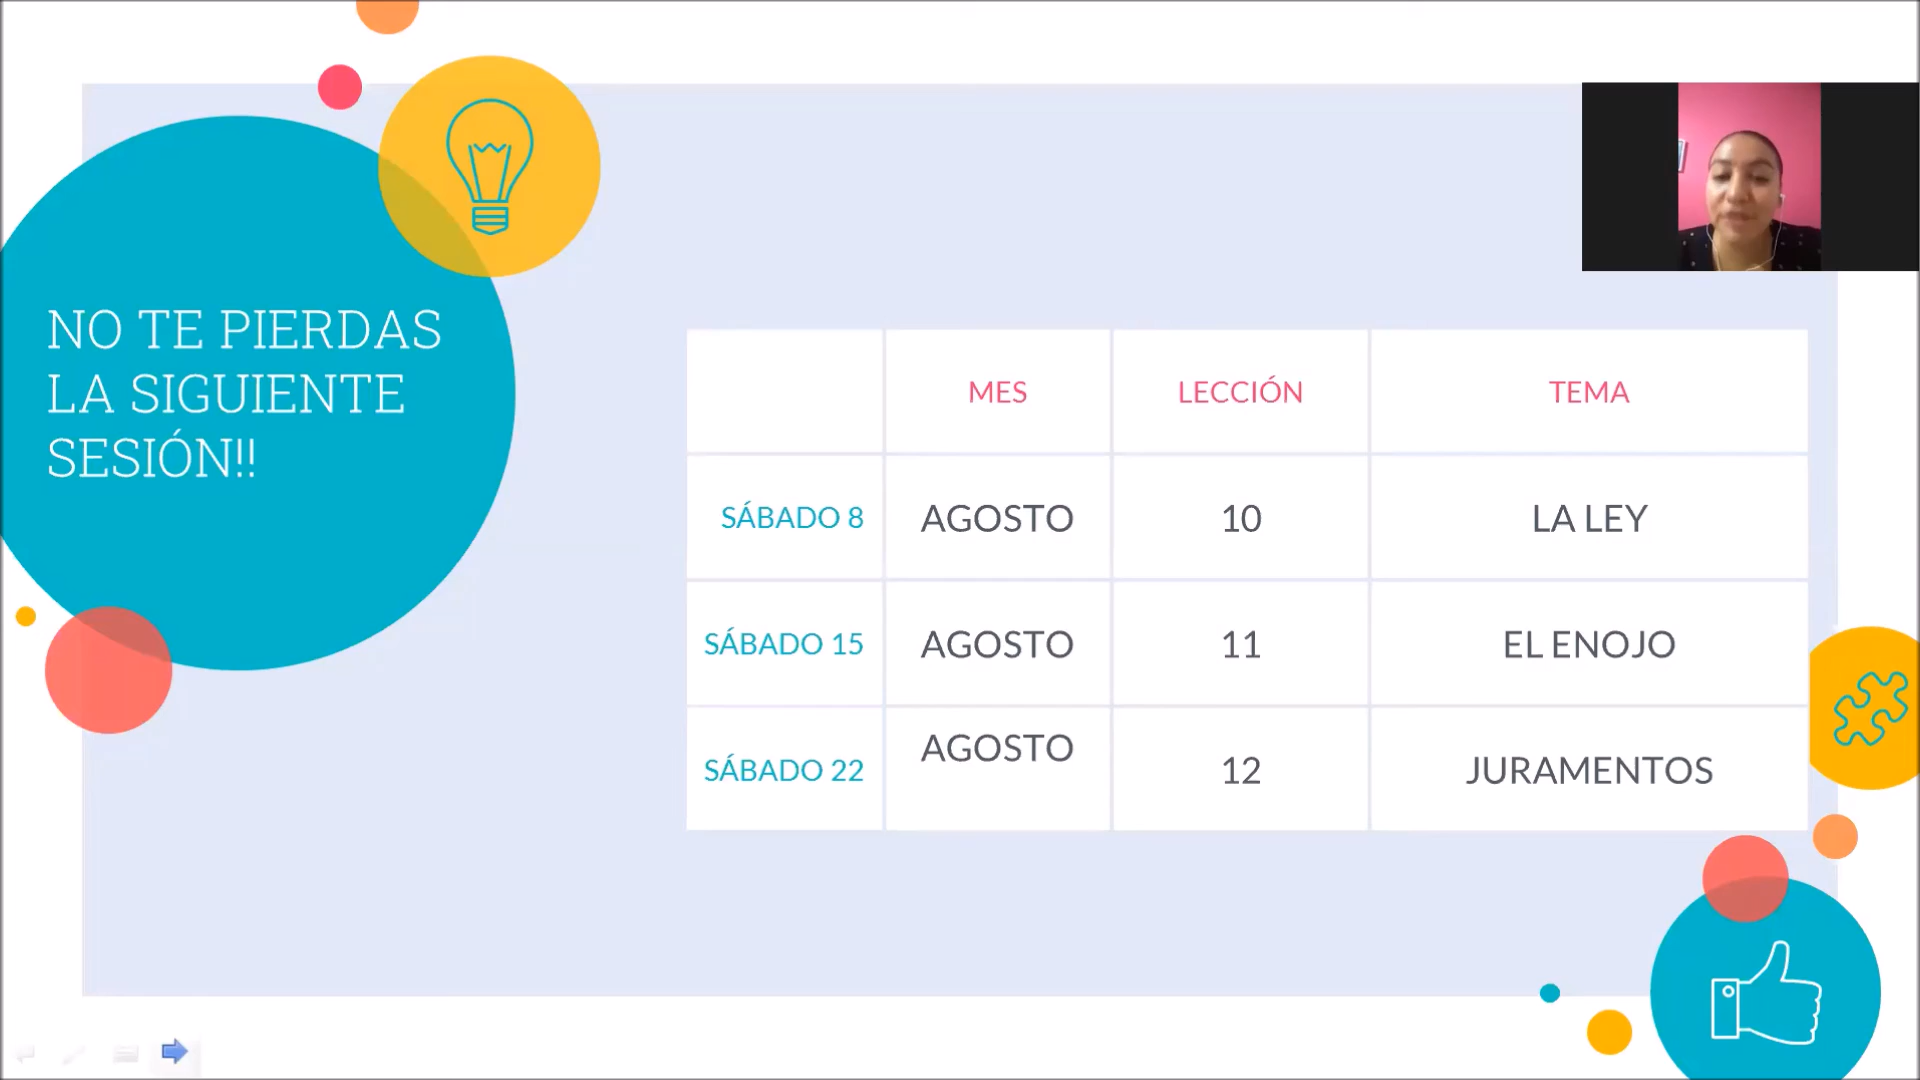 NO TE PIERDAS
LA SIGUIENTE
SESIÓN!!
MES LECCIÓN TEMA
SÁBADO 8 AGOSTO 10 LA LEY
SÁBADO 15 AGOSTO 11 EL ENOJO
SÁBADO 22 AGOSTO 12 JURAMENTOS